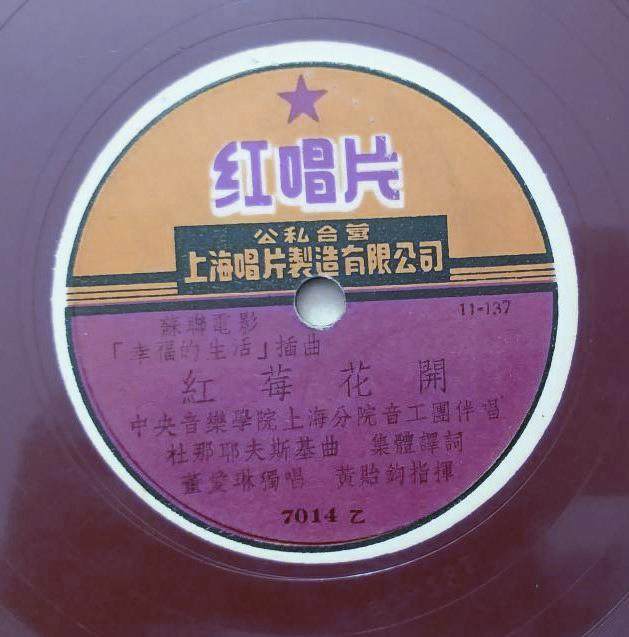 红唱片
公私合营
上海唱片製造有限公司
11-137
蘇聯電影
「幸福的生活」插曲
紅莓花開
中央音樂學院上海分院音工團伴唱
杜那耶夫斯基曲 集體譯詞
董愛琳獨唱 黃貽鈞指揮
7014 乙